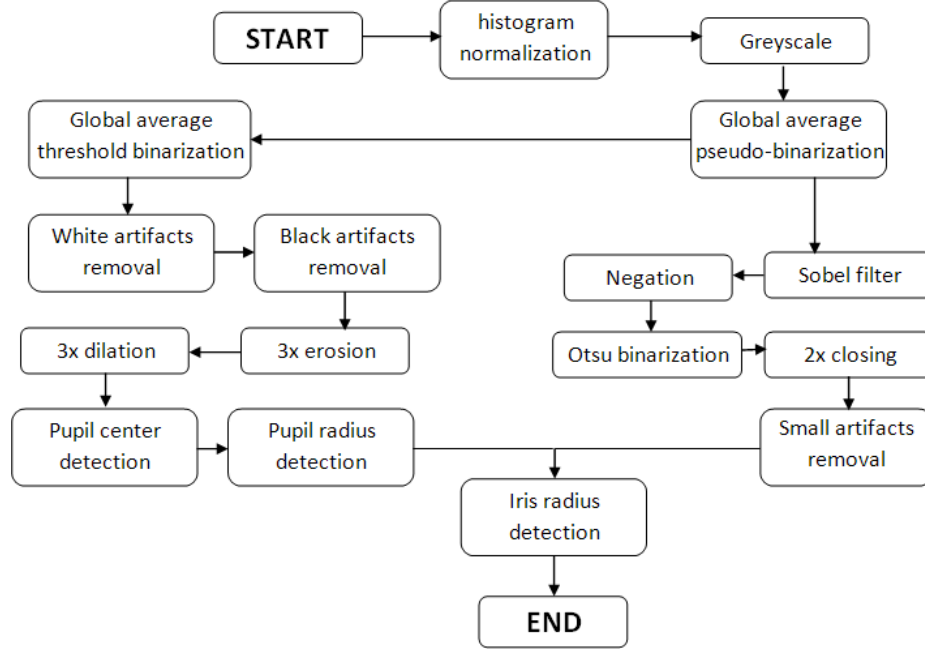 START
histogram
normalization
Greyscale
Global average
threshold binarization
Global average
pseudo-binarization
White artifacts
removal
Black artifacts
removal
Negation
Sobel filter
3x dilation
3x erosion
Otsu binarization
2x closing
Pupil center
detection
Pupil radius
detection
Small artifacts
removal
Iris radius
detection
END